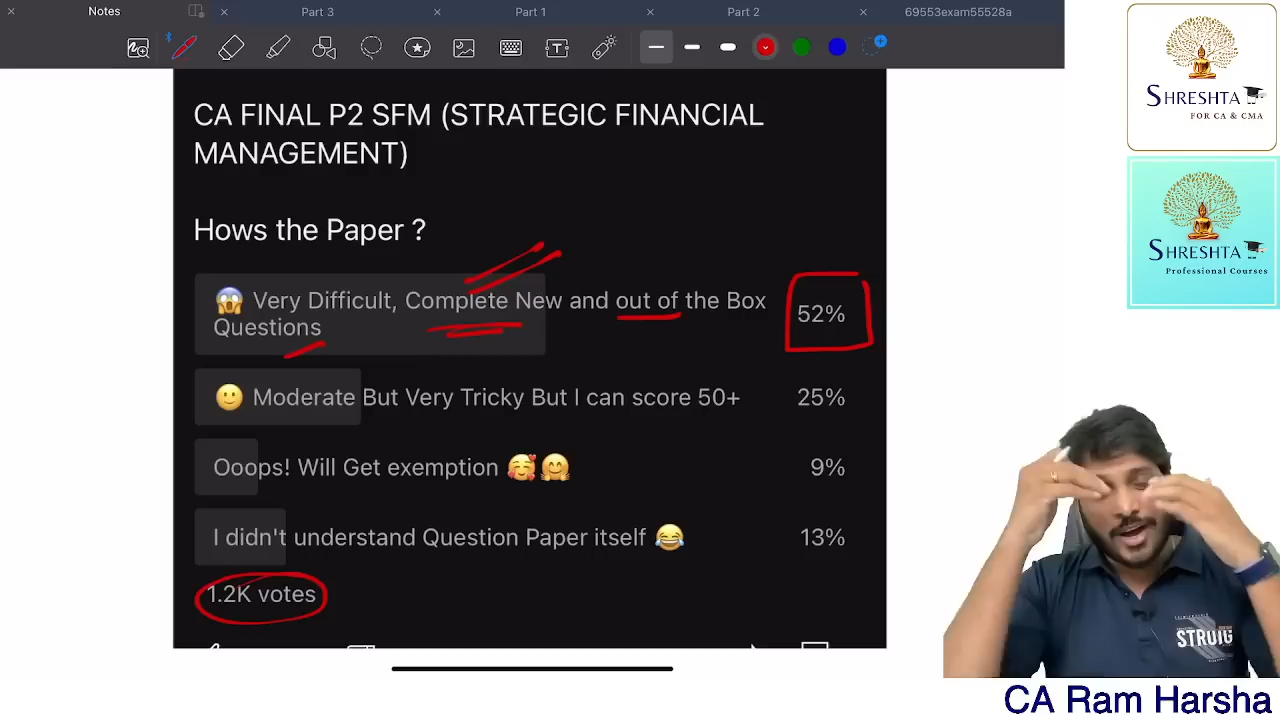 Notes
Part 3
Part 1
Part 2
69553exam55528a
CA FINAL P2 SFM (STRATEGIC FINANCIAL
MANAGEMENT)
Hows the Paper ?
😱 Very Difficult, Complete New and out of the Box
Questions
52%
🙂 Moderate But Very Tricky But I can score 50+
25%
Ooops! Will Get exemption 🥰🤗
9%
I didn't understand Question Paper itself 😂
13%
1.2K votes
SHRESHTA
FOR CA & CMA
SHRESHTA
Professional Courses
CA Ram Harsha